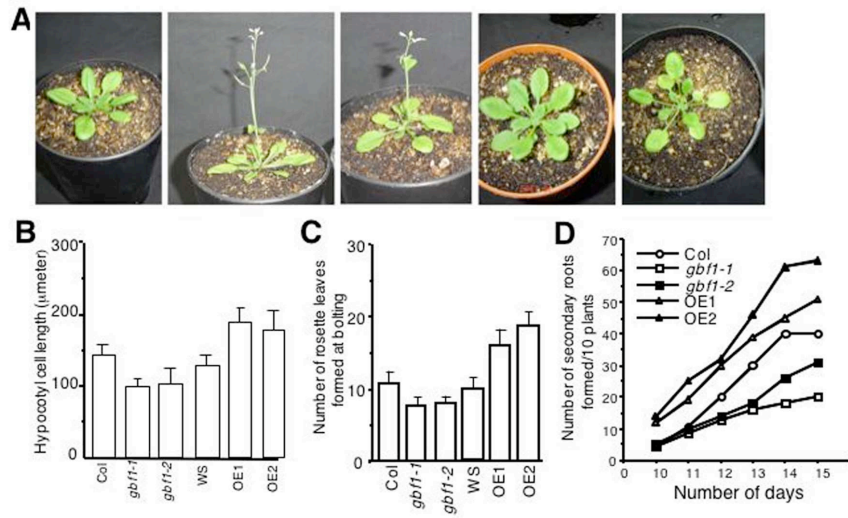 A
B
Hypocotyl cell length (μmeter)
300
200
100
0
Col
gbf1-1
gbf1-2
WS
OE1
OE2
C
Number of rosette leaves
formed at bolting
30
20
10
0
Col
gbf1-1
gbf1-2
WS
OE1
OE2
D
Number of secondary roots
formed/10 plants
70
60
50
40
30
20
10
0
Col
gbf1-1
gbf1-2
OE1
OE2
0 10 11 12 13 14 15
Number of days